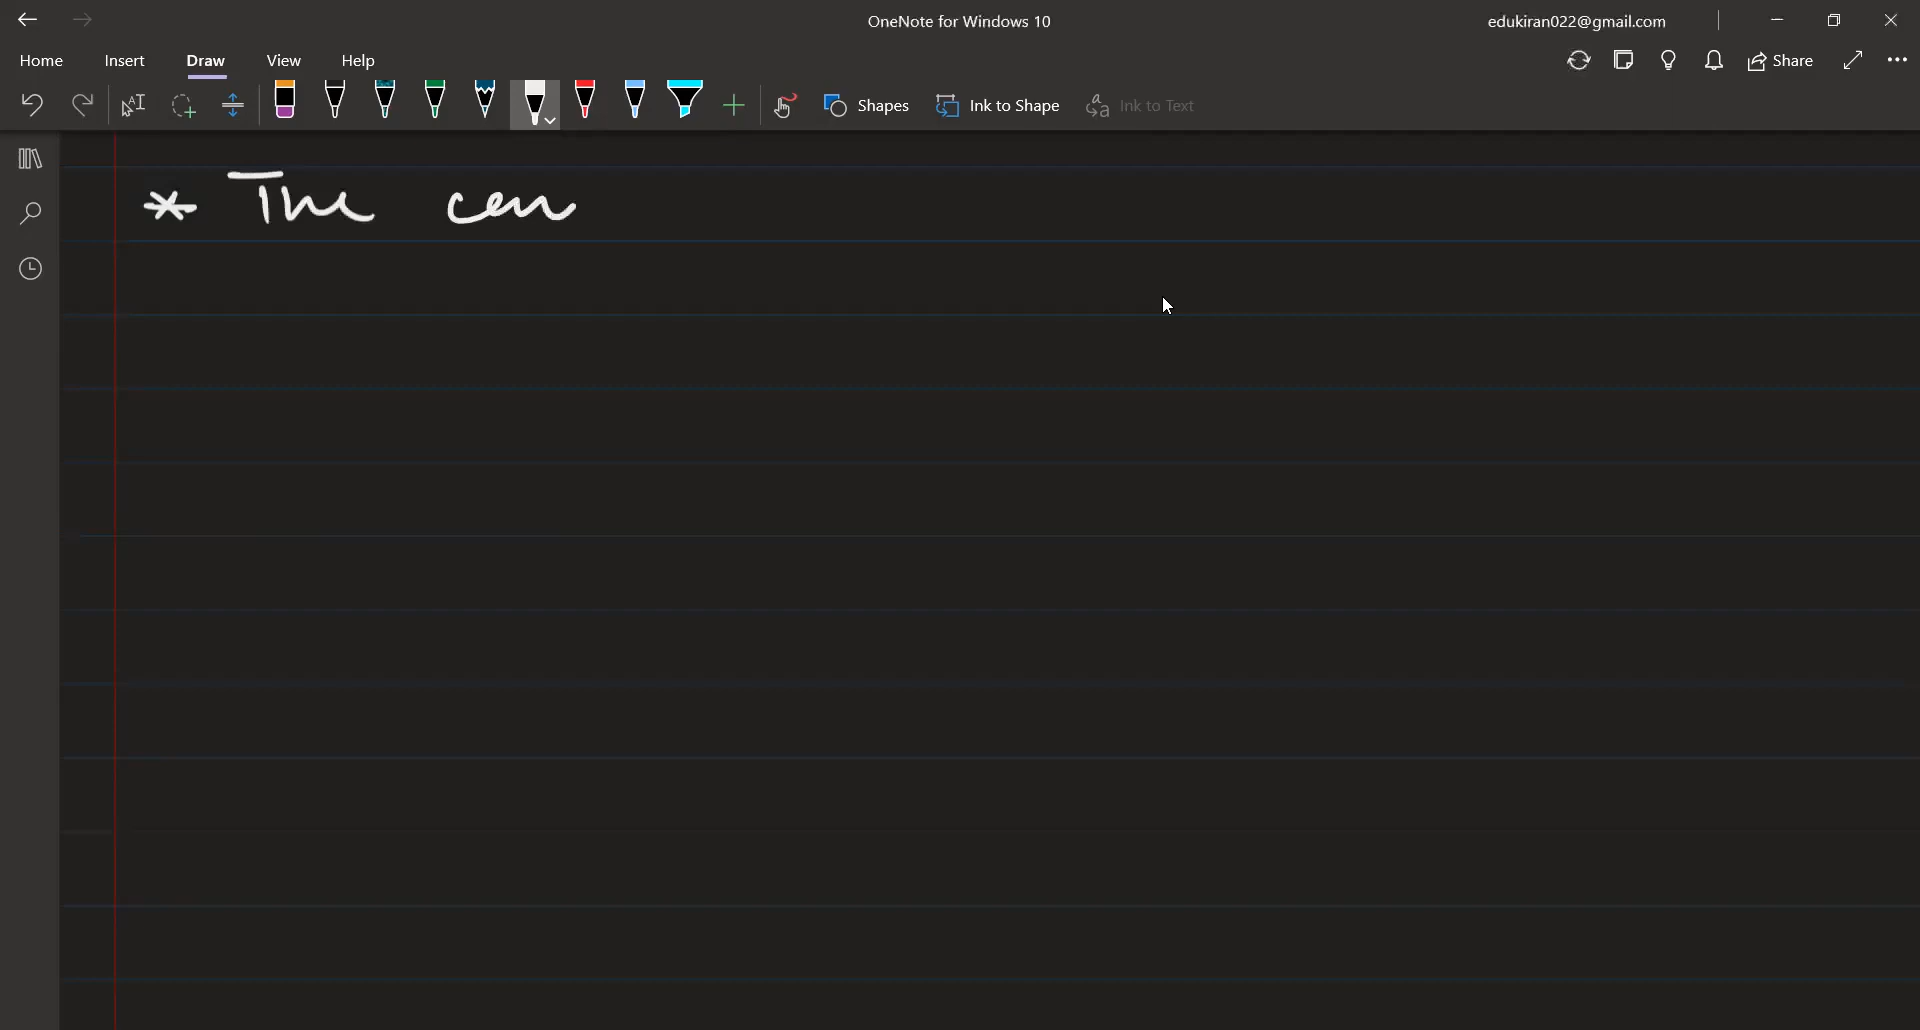 OneNote for Windows 10
edukiran022@gmail.com
Home Insert Draw View Help
Share
Shapes Ink to Shape Ink to Text
* The cen